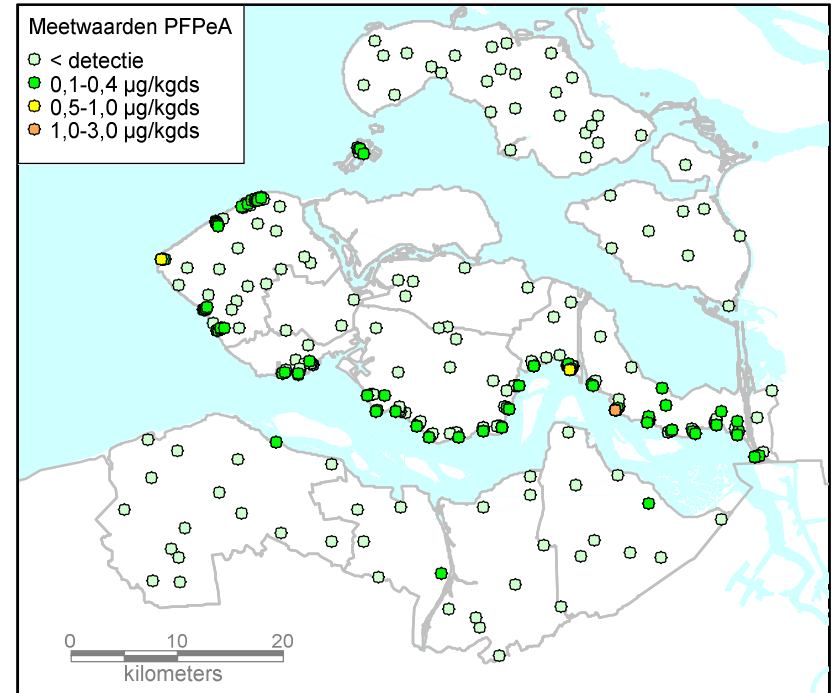 Meetwaarden PFPeA
< detectie
0,1-0,4 µg/kgds
0,5-1,0 µg/kgds
1,0-3,0 µg/kgds
0 10 20
kilometers